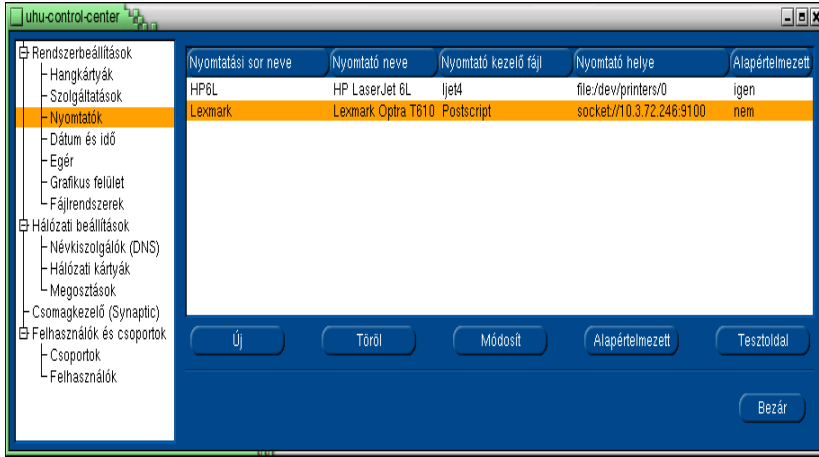 uhu-control-center
Rendszerbeállítások
Hangkártyák
Szolgáltatások
Nyomtatók
Dátum és idő
Egér
Grafikus felület
Fájlrendszerek
Hálózati beállítások
Névkiszolgálók (DNS)
Hálózati kártyák
Megosztások
Csomagkezelő (Synaptic)
Felhasználók és csoportok
Csoportok
Felhasználók
Nyomtatási sor neve Nyomtató neve Nyomtató kezelő fájl Nyomtató helye Alapértelmezett
HP6L HP LaserJet 6L ljet4 file:/dev/printers/0 igen
Lexmark Lexmark Optra T610 Postscript socket://10.3.72.246:9100 nem
Új Töröl Módosít Alapértelmezett Tesztoldal
Bezár